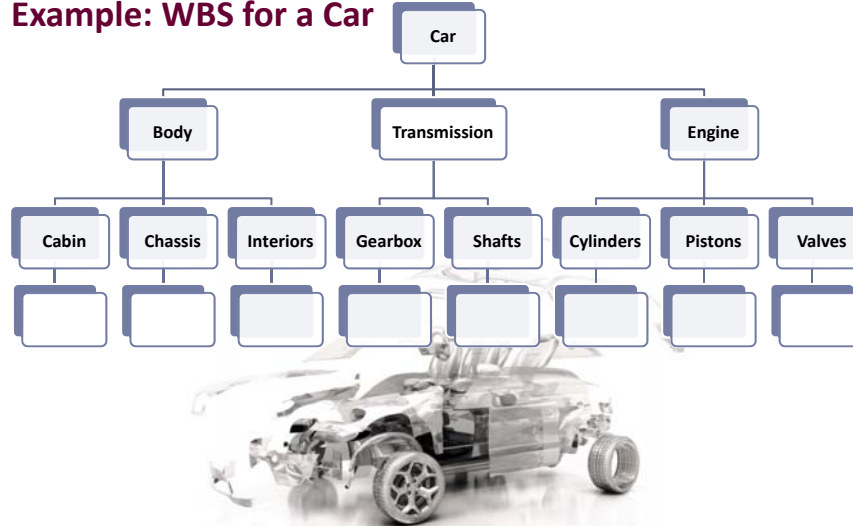 Example: WBS for a Car
Car
Body
Transmission
Engine
Cabin
Chassis
Interiors
Gearbox
Shafts
Cylinders
Pistons
Valves